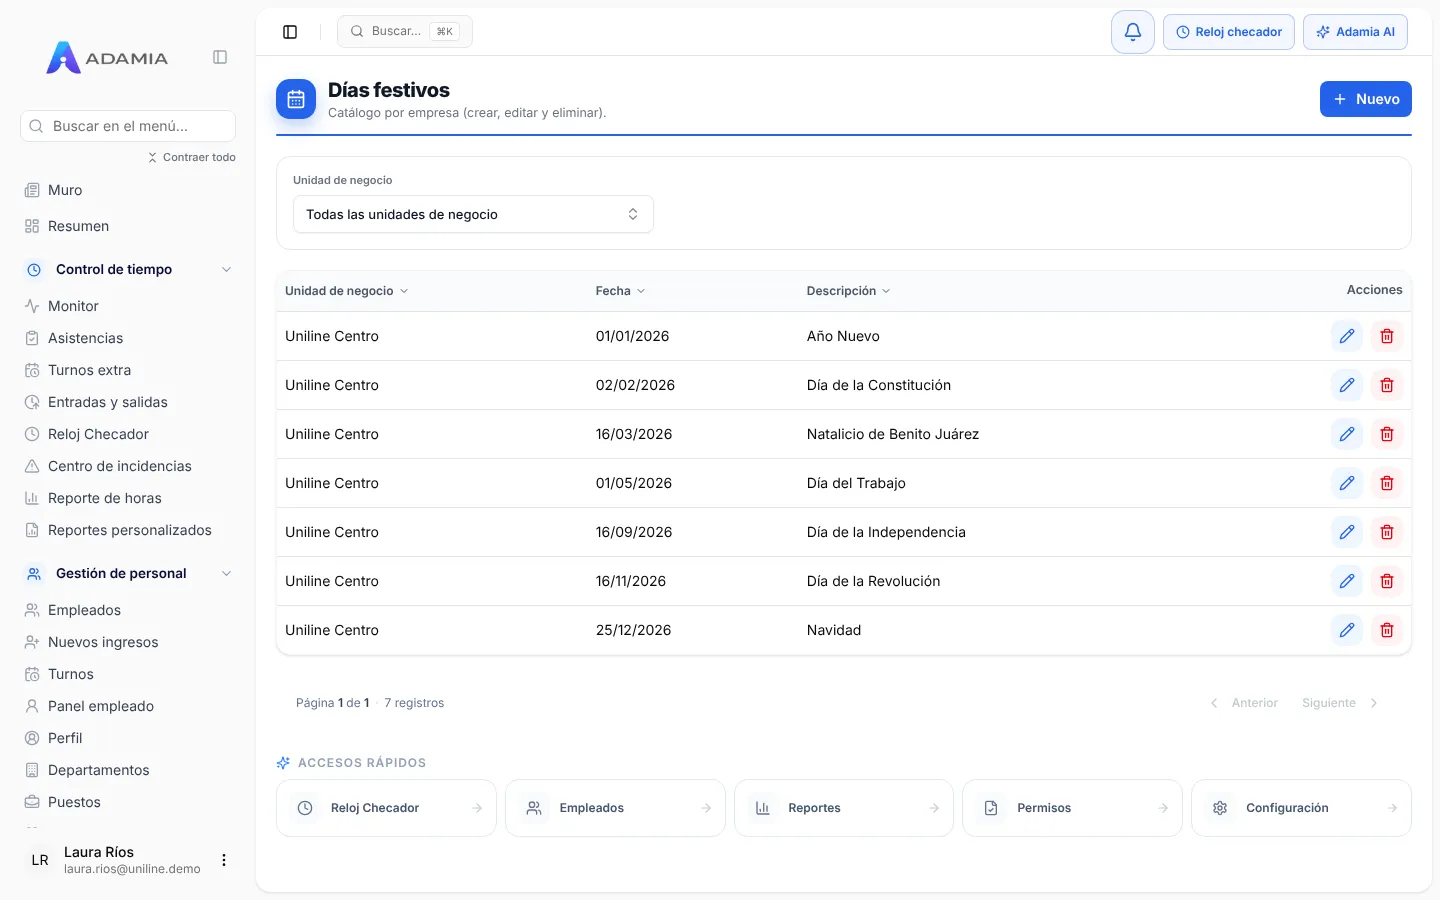 ADAMIA
Buscar en el menú...
Contraer todo
Muro
Resumen
Control de tiempo
Monitor
Asistencias
Turnos extra
Entradas y salidas
Reloj Checador
Centro de incidencias
Reporte de horas
Reportes personalizados
Gestión de personal
Empleados
Nuevos ingresos
Turnos
Panel empleado
Perfil
Departamentos
Puestos
LR
Laura Ríos
laura.rios@uniline.demo
Buscar... ⌘K
Reloj checador
Adamia AI
Días festivos
Catálogo por empresa (crear, editar y eliminar).
Nuevo
Unidad de negocio
Todas las unidades de negocio
Unidad de negocio Fecha Descripción Acciones
Uniline Centro 01/01/2026 Año Nuevo
Uniline Centro 02/02/2026 Día de la Constitución
Uniline Centro 16/03/2026 Natalicio de Benito Juárez
Uniline Centro 01/05/2026 Día del Trabajo
Uniline Centro 16/09/2026 Día de la Independencia
Uniline Centro 16/11/2026 Día de la Revolución
Uniline Centro 25/12/2026 Navidad
Página 1 de 1 · 7 registros
Anterior Siguiente
ACCESOS RÁPIDOS
Reloj Checador Empleados Reportes Permisos Configuración